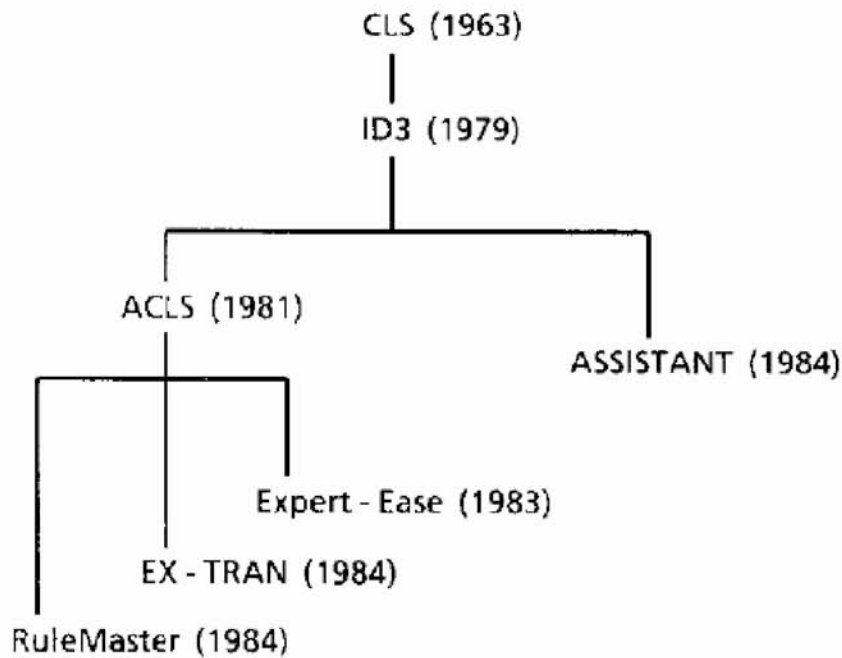 CLS (1963)
ID3 (1979)
ACLS (1981)
ASSISTANT (1984)
Expert - Ease (1983)
EX - TRAN (1984)
RuleMaster (1984)